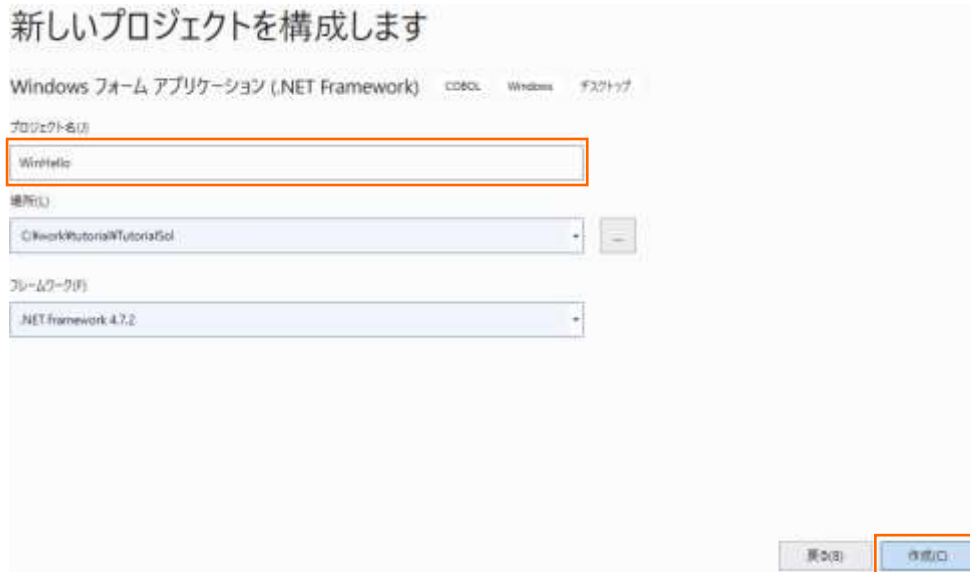 新しいプロジェクトを構成します
Windows フォーム アプリケーション (.NET Framework) COBOL Windows デスクトップ
プロジェクト名(J)
WinHello
場所(L)
C:¥work¥tutorial¥TutorialSol
...
フレームワーク(F)
.NET framework 4.7.2
戻る(B) 作成(C)